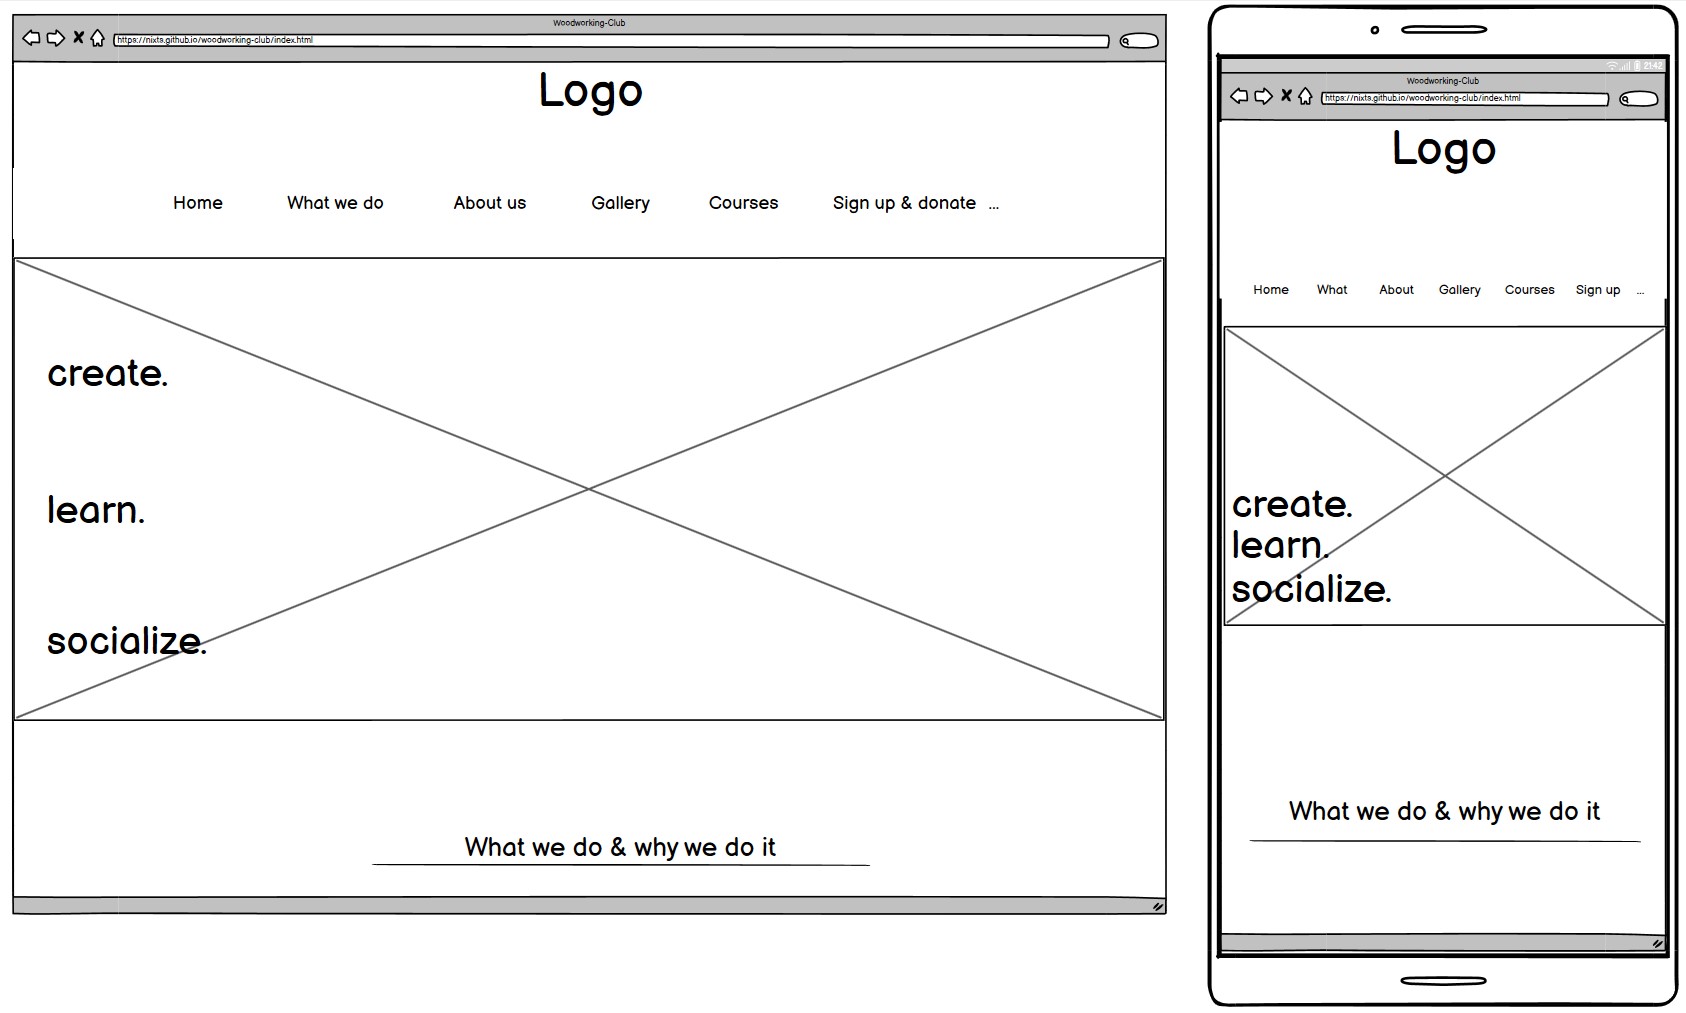 Woodworking-Club
https://nixts.github.io/woodworking-club/index.html
Logo
Home What we do About us Gallery Courses Sign up & donate ...
create.
learn.
socialize.
What we do & why we do it
21:42
Woodworking-Club
https://nixts.github.io/woodworking-club/index.html
Logo
Home What About Gallery Courses Sign up ...
create.
learn.
socialize.
What we do & why we do it